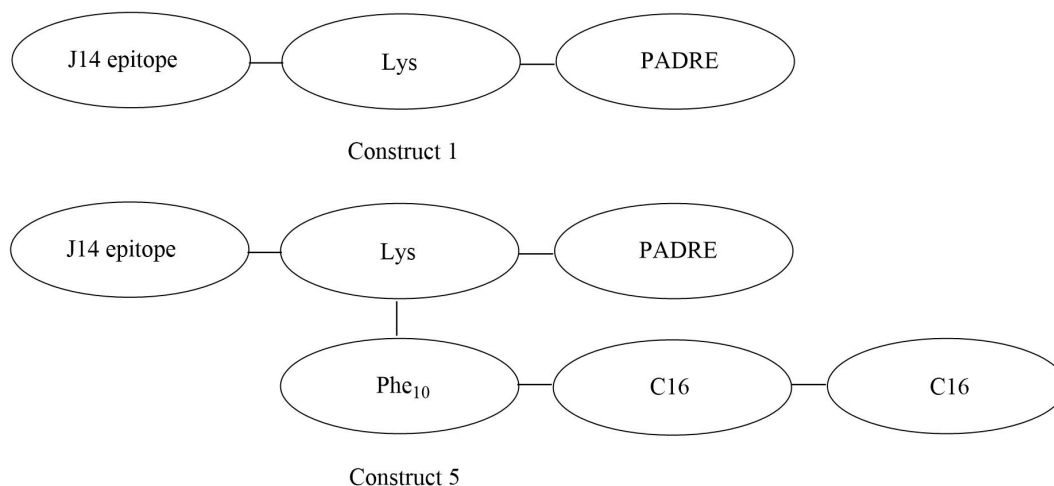 J14 epitope Lys PADRE
Construct 1
J14 epitope Lys PADRE
Phe₁₀ C16 C16
Construct 5